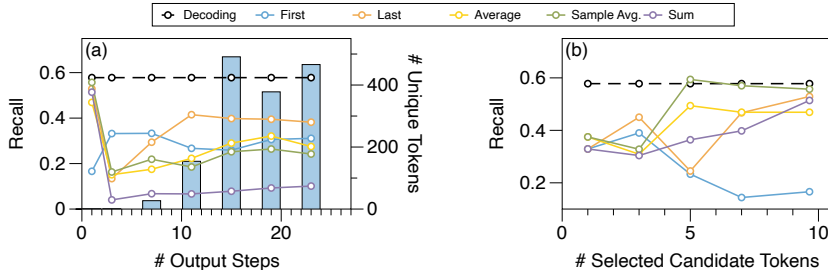 Decoding First Last Average Sample Avg. Sum
(a) (b)
0.6 400 0.6
0.4 0.4
200
0.2 0.2
0 0
0 10 20 0 5 10
Recall # Unique Tokens Recall
# Output Steps # Selected Candidate Tokens